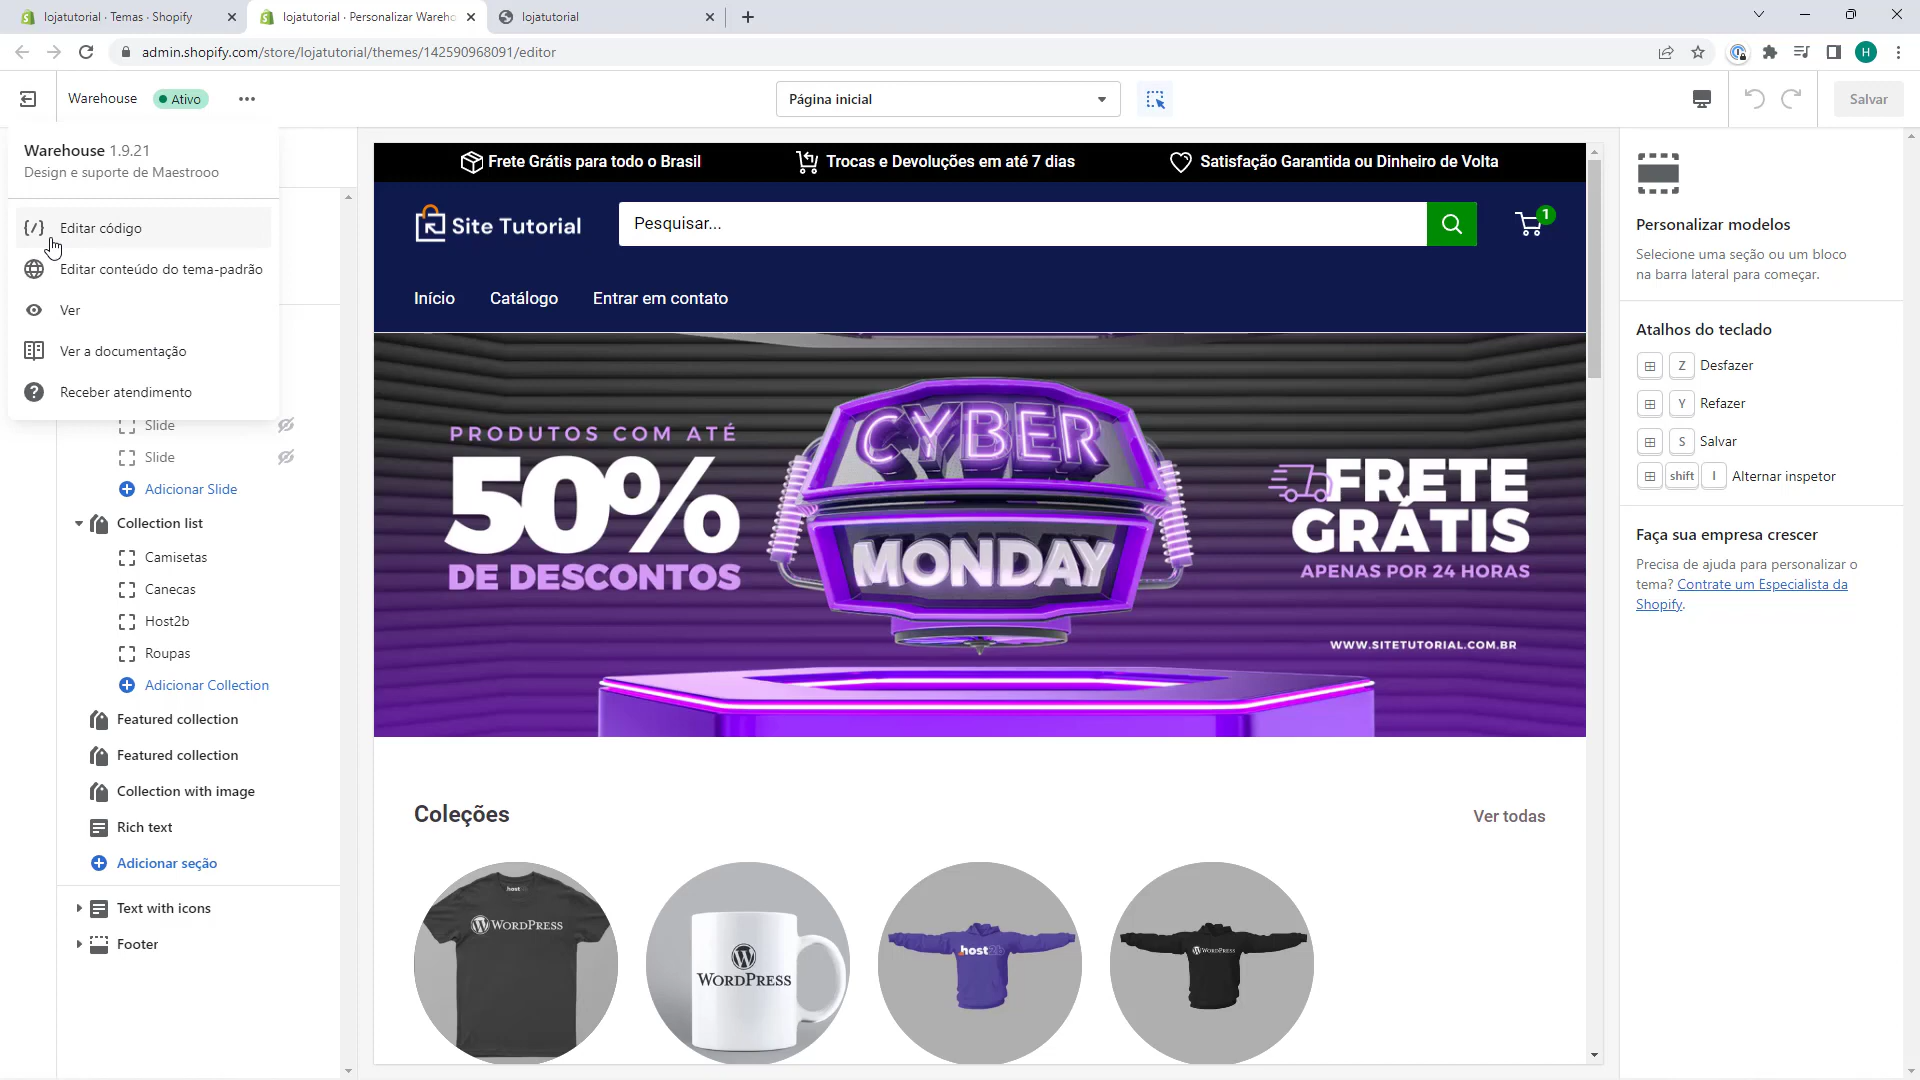 lojatutorial · Temas · Shopify
lojatutorial · Personalizar Wareho
lojatutorial
admin.shopify.com/store/lojatutorial/themes/142590968091/editor
H
Warehouse
Ativo
Página inicial
Salvar
Warehouse 1.9.21
Design e suporte de Maestrooo
Editar código
Editar conteúdo do tema-padrão
Ver
Ver a documentação
Receber atendimento
Slide
Slide
Adicionar Slide
Collection list
Camisetas
Canecas
Host2b
Roupas
Adicionar Collection
Featured collection
Featured collection
Collection with image
Rich text
Adicionar seção
Text with icons
Footer
Frete Grátis para todo o Brasil
Trocas e Devoluções em até 7 dias
Satisfação Garantida ou Dinheiro de Volta
Site Tutorial
Pesquisar...
1
Início
Catálogo
Entrar em contato
PRODUTOS COM ATÉ
50%
DE DESCONTOS
CYBER
MONDAY
FRETE
GRÁTIS
APENAS POR 24 HORAS
WWW.SITETUTORIAL.COM.BR
Coleções
Ver todas
host
WORDPRESS
WORDPRESS
host2b
WORDPRESS
Personalizar modelos
Selecione uma seção ou um bloco
na barra lateral para começar.
Atalhos do teclado
Z Desfazer
Y Refazer
S Salvar
shift I Alternar inspetor
Faça sua empresa crescer
Precisa de ajuda para personalizar o
tema? Contrate um Especialista da
Shopify.